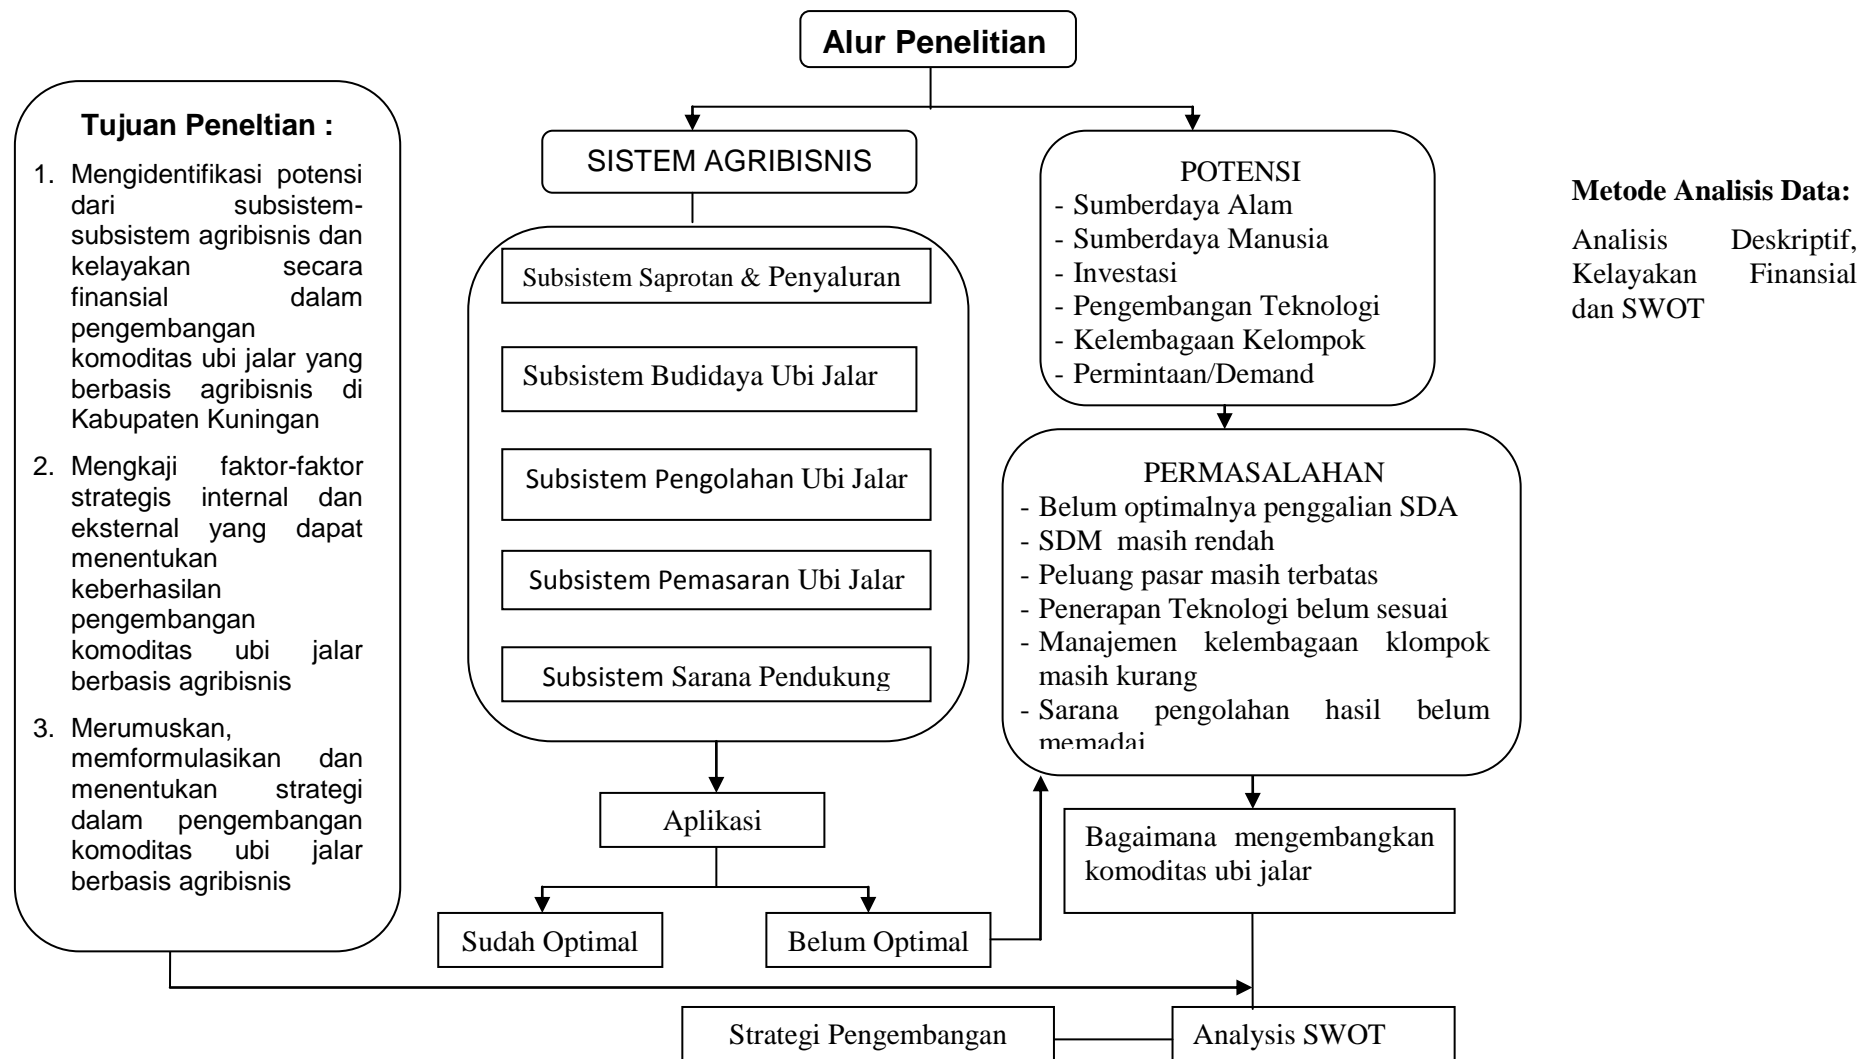 Alur Penelitian
Tujuan Peneltian :
1. Mengidentifikasi potensi
dari subsistem-
subsistem agribisnis dan
kelayakan secara
finansial dalam
pengembangan
komoditas ubi jalar yang
berbasis agribisnis di
Kabupaten Kuningan
2. Mengkaji faktor-faktor
strategis internal dan
eksternal yang dapat
menentukan
keberhasilan
pengembangan
komoditas ubi jalar
berbasis agribisnis
3. Merumuskan,
memformulasikan dan
menentukan strategi
dalam pengembangan
komoditas ubi jalar
berbasis agribisnis
SISTEM AGRIBISNIS
Subsistem Saprotan & Penyaluran
Subsistem Budidaya Ubi Jalar
Subsistem Pengolahan Ubi Jalar
Subsistem Pemasaran Ubi Jalar
Subsistem Sarana Pendukung
Aplikasi
Sudah Optimal
Belum Optimal
POTENSI
- Sumberdaya Alam
- Sumberdaya Manusia
- Investasi
- Pengembangan Teknologi
- Kelembagaan Kelompok
- Permintaan/Demand
PERMASALAHAN
- Belum optimalnya penggalian SDA
- SDM masih rendah
- Peluang pasar masih terbatas
- Penerapan Teknologi belum sesuai
- Manajemen kelembagaan klompok
masih kurang
- Sarana pengolahan hasil belum
memadai
Bagaimana mengembangkan
komoditas ubi jalar
Analysis SWOT
Strategi Pengembangan
Metode Analisis Data:
Analisis Deskriptif,
Kelayakan Finansial
dan SWOT